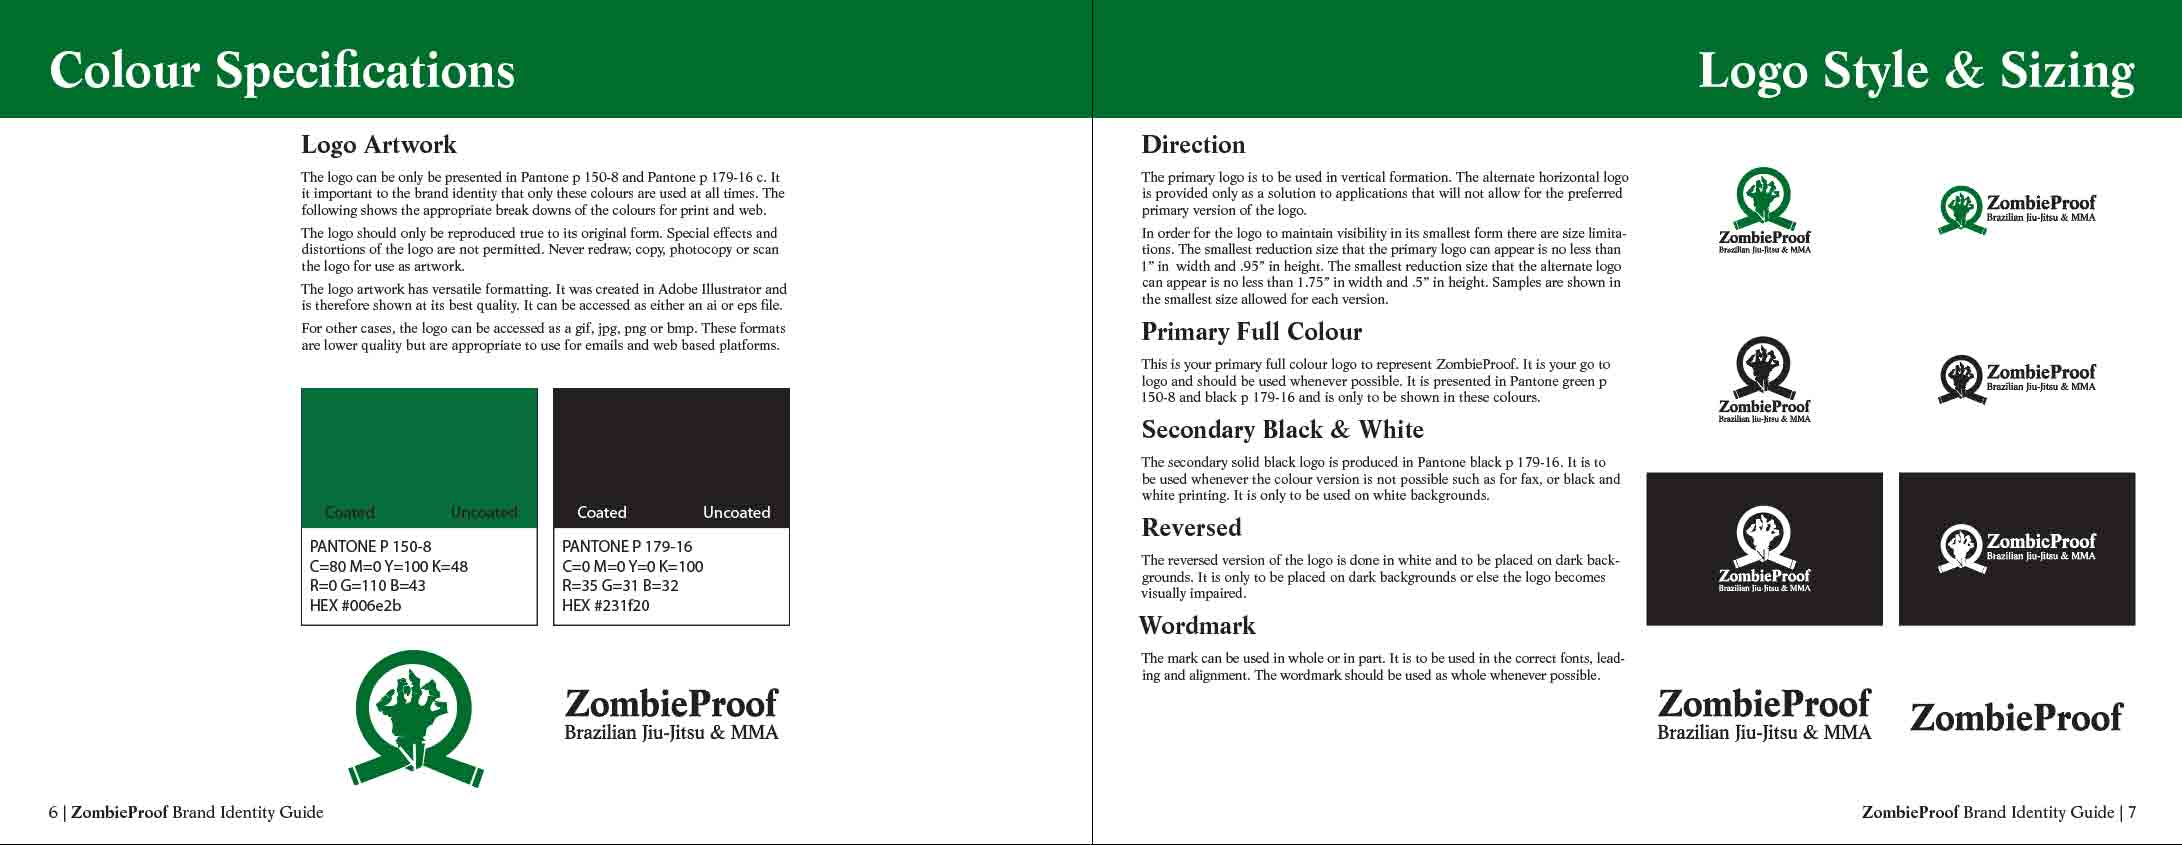 Colour Specifications
Logo Artwork
The logo can be only be presented in Pantone p 150-8 and Pantone p 179-16 c. It
it important to the brand identity that only these colours are used at all times. The
following shows the appropriate break downs of the colours for print and web.
The logo should only be reproduced true to its original form. Special effects and
distortions of the logo are not permitted. Never redraw, copy, photocopy or scan
the logo for use as artwork.
The logo artwork has versatile formatting. It was created in Adobe Illustrator and
is therefore shown at its best quality. It can be accessed as either an ai or eps file.
For other cases, the logo can be accessed as a gif, jpg, png or bmp. These formats
are lower quality but are appropriate to use for emails and web based platforms.
Coated Uncoated
PANTONE P 150-8
C=80 M=0 Y=100 K=48
R=0 G=110 B=43
HEX #006e2b
Coated Uncoated
PANTONE P 179-16
C=0 M=0 Y=0 K=100
R=35 G=31 B=32
HEX #231f20
ZombieProof
Brazilian Jiu-Jitsu & MMA
6 | ZombieProof Brand Identity Guide
Logo Style & Sizing
Direction
The primary logo is to be used in vertical formation. The alternate horizontal logo
is provided only as a solution to applications that will not allow for the preferred
primary version of the logo.
In order for the logo to maintain visibility in its smallest form there are size limita-
tions. The smallest reduction size that the primary logo can appear is no less than
1” in  width and .95” in height. The smallest reduction size that the alternate logo
can appear is no less than 1.75” in width and .5” in height. Samples are shown in
the smallest size allowed for each version.
Primary Full Colour
This is your primary full colour logo to represent ZombieProof. It is your go to
logo and should be used whenever possible. It is presented in Pantone green p
150-8 and black p 179-16 and is only to be shown in these colours.
Secondary Black & White
The secondary solid black logo is produced in Pantone black p 179-16. It is to
be used whenever the colour version is not possible such as for fax, or black and
white printing. It is only to be used on white backgrounds.
Reversed
The reversed version of the logo is done in white and to be placed on dark back-
grounds. It is only to be placed on dark backgrounds or else the logo becomes
visually impaired.
Wordmark
The mark can be used in whole or in part. It is to be used in the correct fonts, lead-
ing and alignment. The wordmark should be used as whole whenever possible.
ZombieProof
Brazilian Jiu-Jitsu & MMA
ZombieProof
Brazilian Jiu-Jitsu & MMA
ZombieProof
Brazilian Jiu-Jitsu & MMA
ZombieProof
Brazilian Jiu-Jitsu & MMA
ZombieProof
Brazilian Jiu-Jitsu & MMA
ZombieProof
Brazilian Jiu-Jitsu & MMA
ZombieProof
Brazilian Jiu-Jitsu & MMA
ZombieProof
ZombieProof Brand Identity Guide | 7